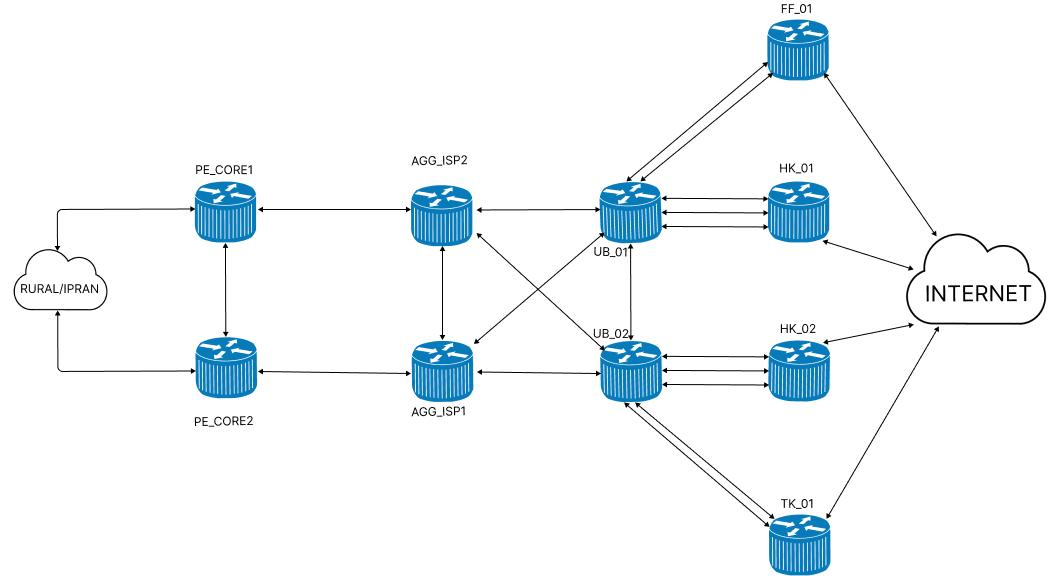 FF_01
AGG_ISP2
PE_CORE1
HK_01
UB_01
RURAL/IPRAN
INTERNET
UB_02
HK_02
AGG_ISP1
PE_CORE2
TK_01